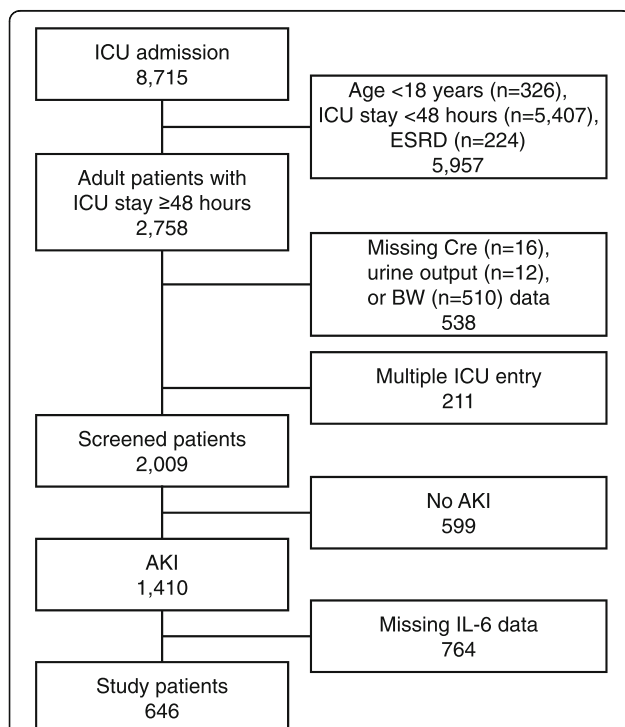 ICU admission
8,715
Age <18 years (n=326),
ICU stay <48 hours (n=5,407),
ESRD (n=224)
5,957
Adult patients with
ICU stay ≥48 hours
2,758
Missing Cre (n=16),
urine output (n=12),
or BW (n=510) data
538
Multiple ICU entry
211
Screened patients
2,009
No AKI
599
AKI
1,410
Missing IL-6 data
764
Study patients
646